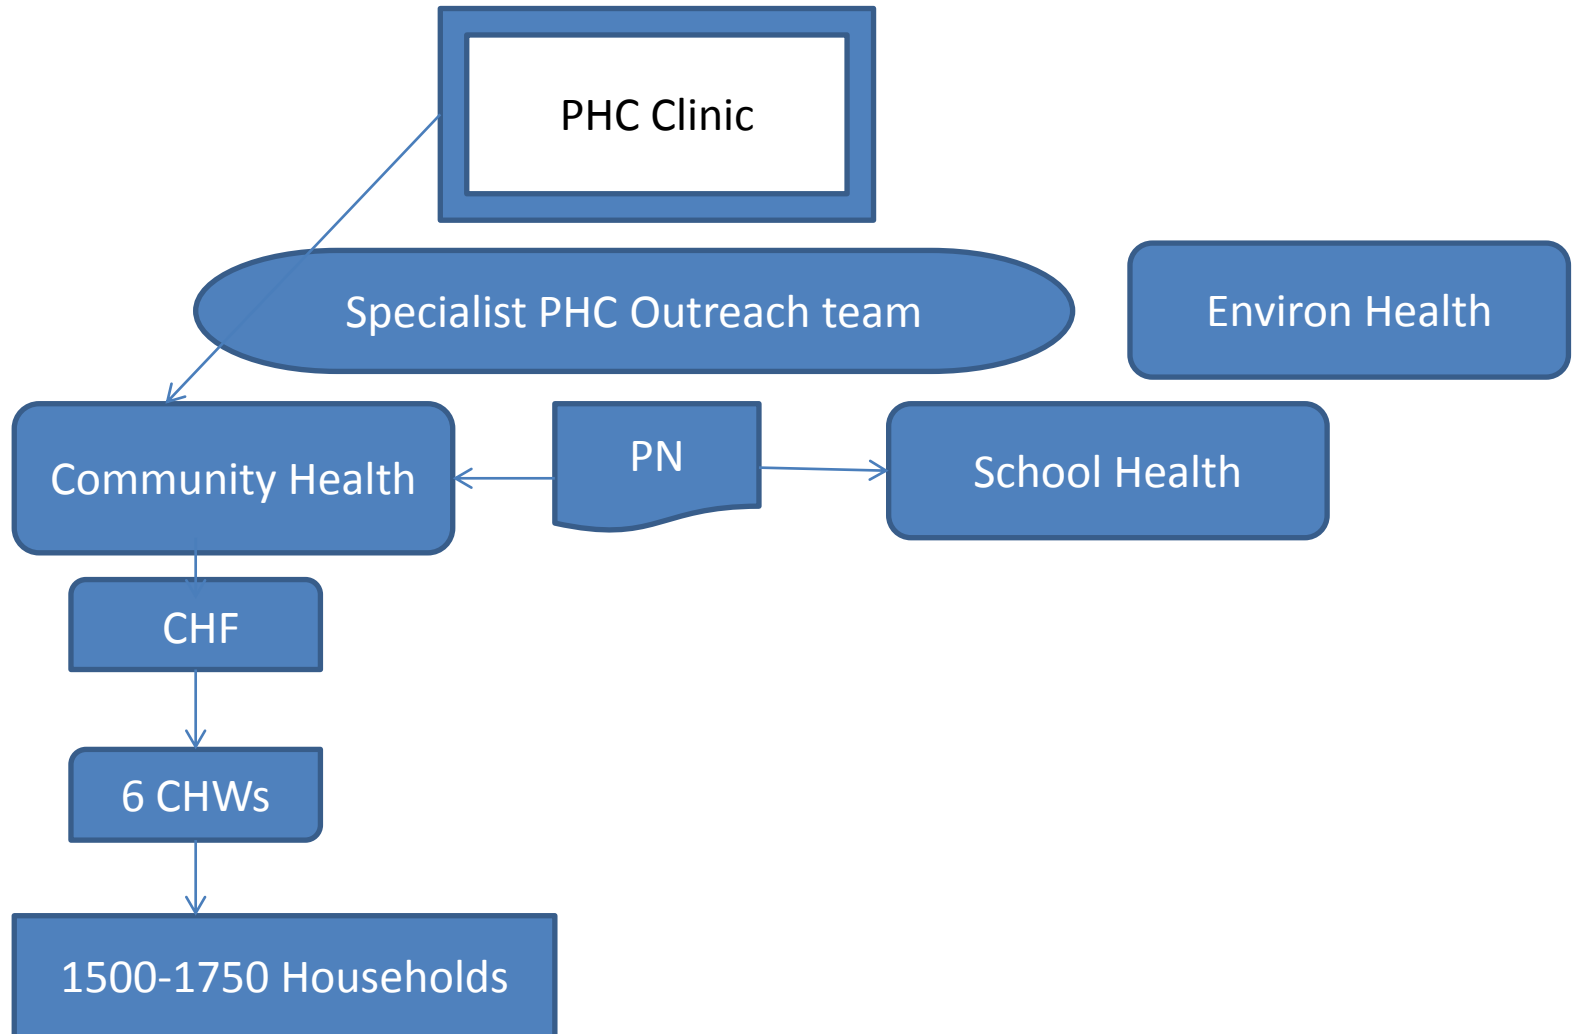 PHC Clinic
Specialist PHC Outreach team
Environ Health
Community Health
PN
School Health
CHF
6 CHWs
1500-1750 Households